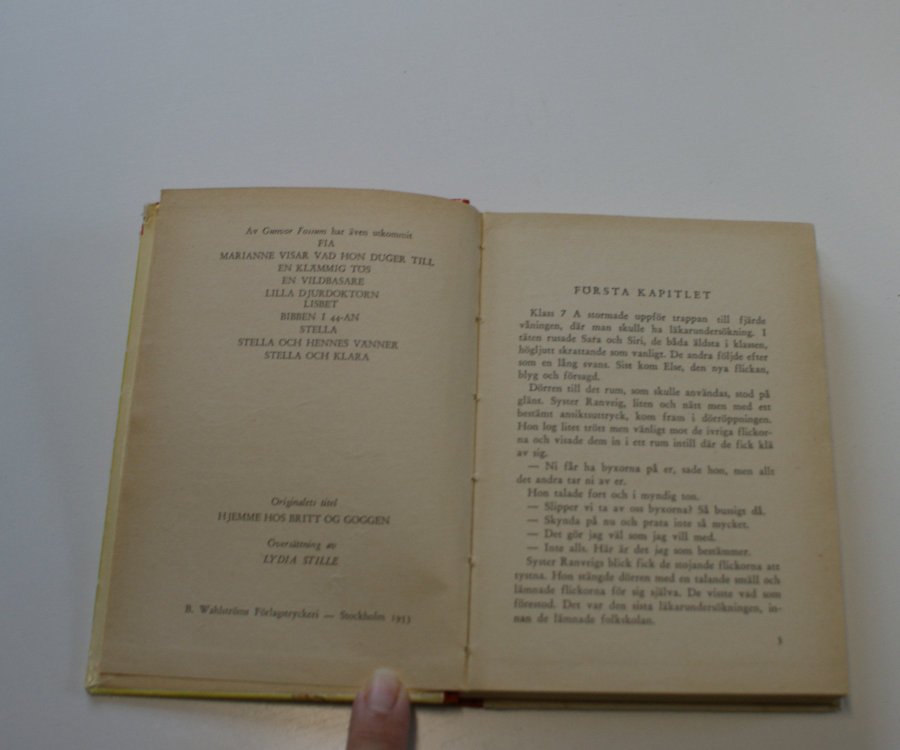 Av Gunvor Fossum har även utkommit
FIA
MARIANNE VISAR VAD HON DUGER TILL
EN KLÄMMIG TÖS
EN VILDBASARE
LILLA DJURDOKTORN
LISBET
BIBBEN I 44-AN
STELLA
STELLA OCH HENNES VÄNNER
STELLA OCH KLARA
Originalets titel
HJEMME HOS BRITT OG GOGGEN
Översättning av
LYDIA STILLE
B. Wahlströms Förlagstryckeri — Stockholm 1953
FÖRSTA KAPITLET
Klass 7 A stormade uppför trappan till fjärde
våningen, där man skulle ha läkarundersökning. I
täten rusade Sara och Siri, de båda äldsta i klassen,
högljutt skrattande som vanligt. De andra följde efter
som en lång svans. Sist kom Else, den nya flickan,
blyg och försagd.
Dörren till det rum, som skulle användas, stod på
glänt. Syster Ranveig, liten och nätt men med ett
bestämt ansiktsuttryck, kom fram i dörröppningen.
Hon log litet trött men vänligt mot de ivriga flickor-
na och visade dem in i ett rum intill där de fick klä
av sig.
— Ni får ha byxorna på er, sade hon, men allt
det andra tar ni av er.
Hon talade fort och i myndig ton.
— Slipper vi ta av oss byxorna? Så bussigt då.
— Skynda på nu och prata inte så mycket.
— Det gör jag väl som jag vill med.
— Inte alls. Här är det jag som bestämmer.
Syster Ranveigs blick fick de stojande flickorna att
tystna. Hon stängde dörren med en talande smäll och
lämnade flickorna för sig själva. De visste vad som
förestod. Det var den sista läkarundersökningen, in-
nan de lämnade folkskolan.
3